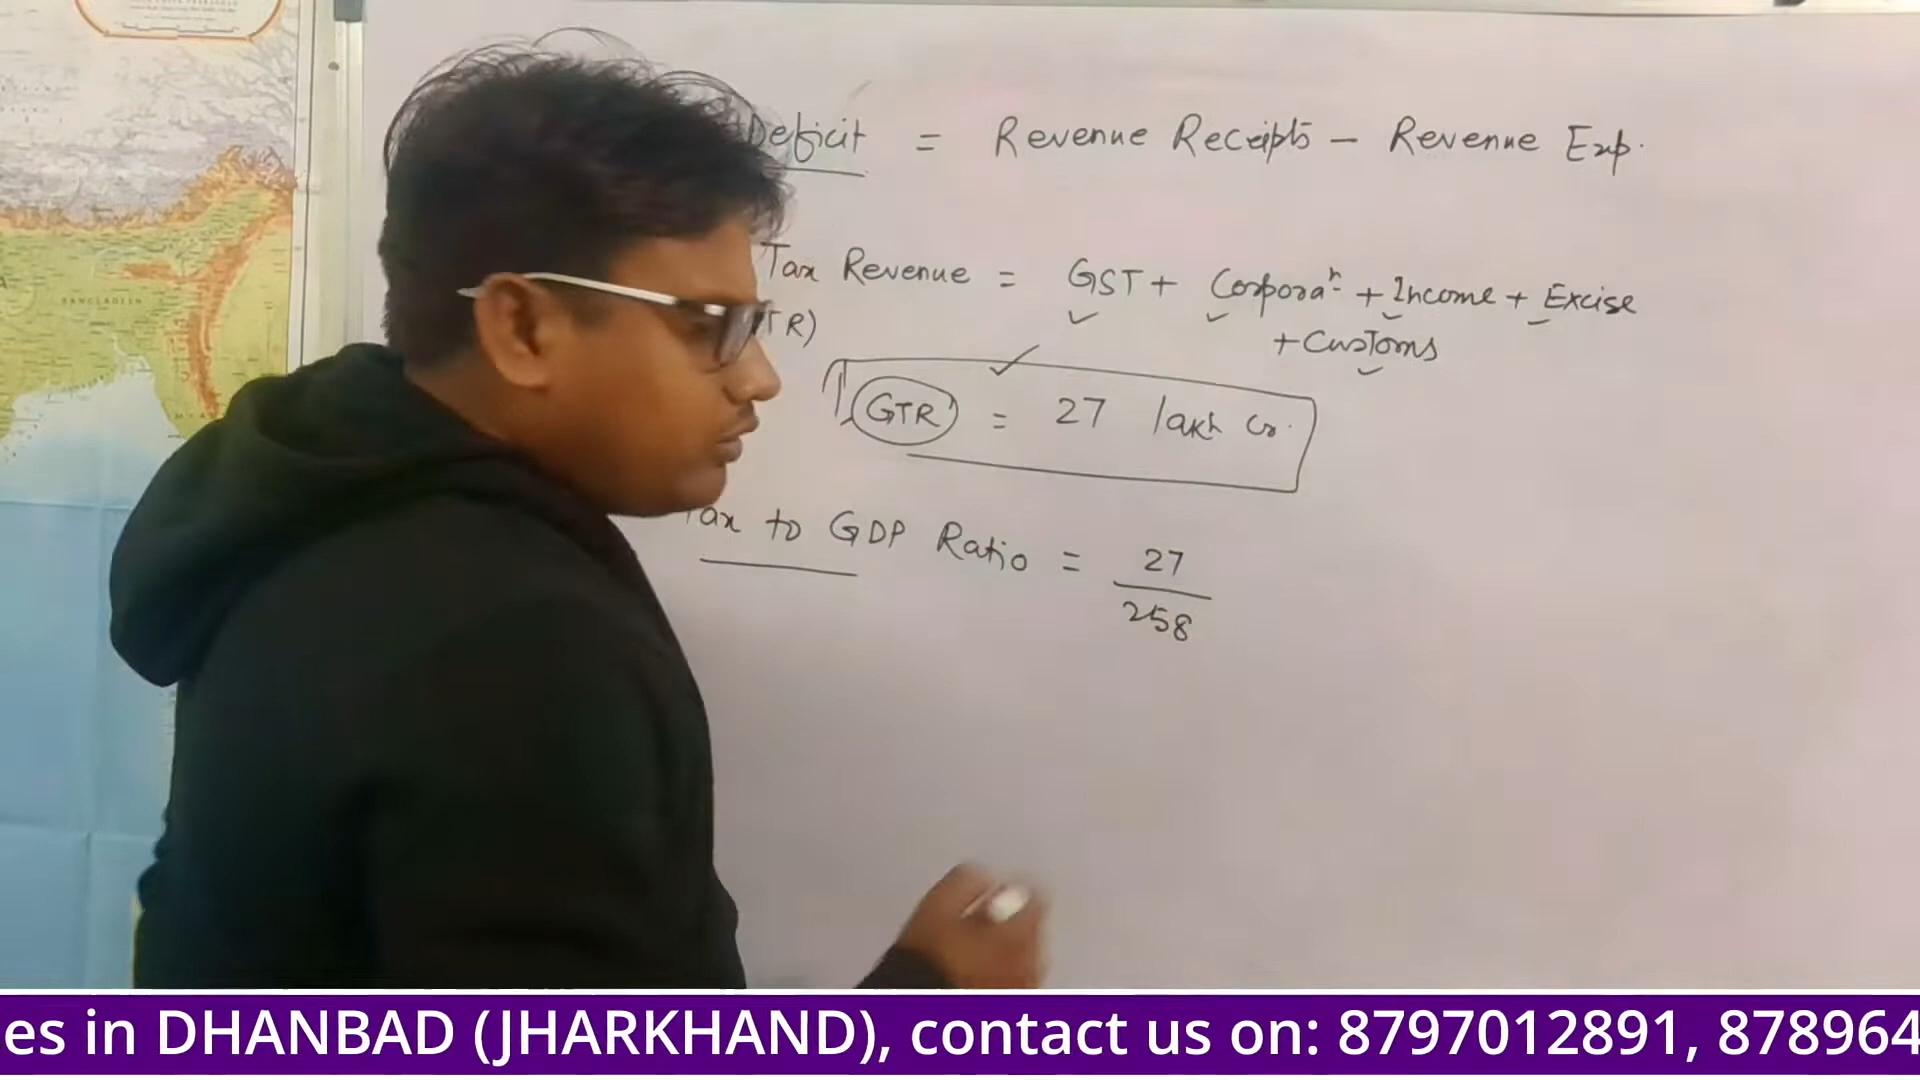 Deficit = Revenue Receipts – Revenue Exp.
Tax Revenue = GST + Corporaⁿ + Income + Excise
+ Customs
TR)
GTR = 27 lakh Cr.
Tax to GDP Ratio = 27
258
BANGLADESH
es in DHANBAD (JHARKHAND), contact us on: 8797012891, 878964